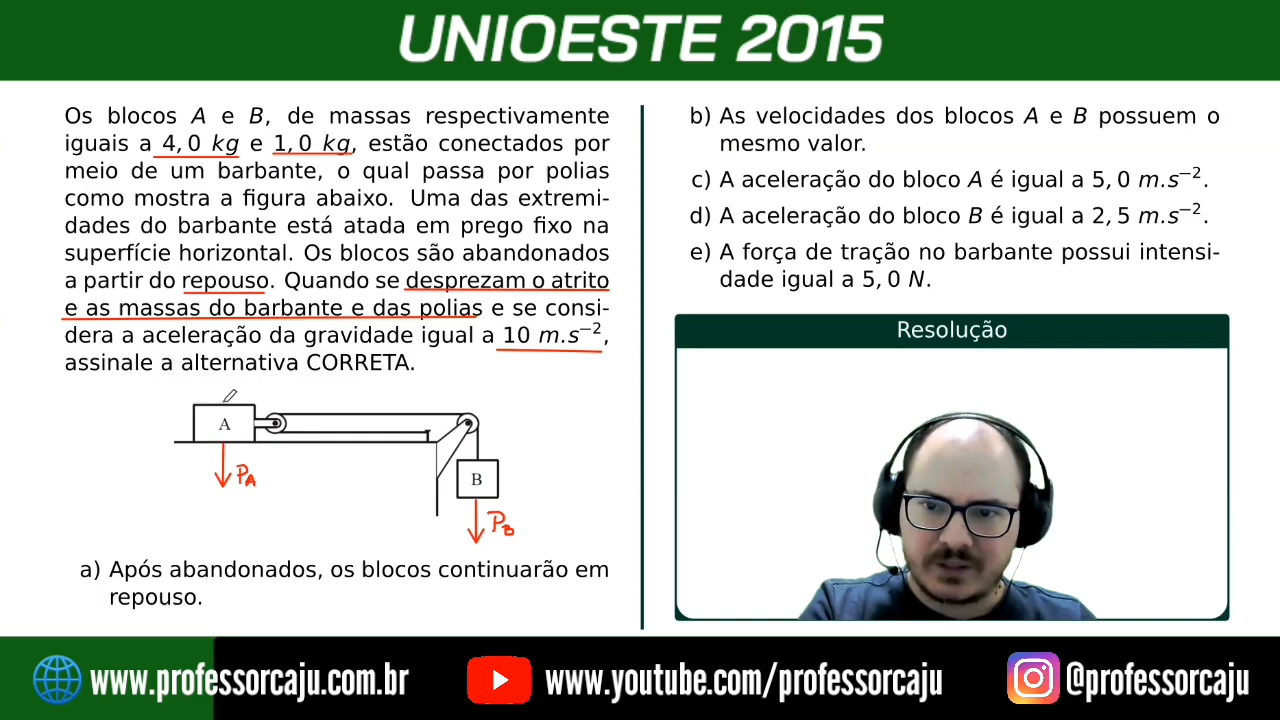 UNIOESTE 2015
Os blocos A e B, de massas respectivamente
iguais a 4,0 kg e 1,0 kg, estão conectados por
meio de um barbante, o qual passa por polias
como mostra a figura abaixo. Uma das extremi-
dades do barbante está atada em prego fixo na
superfície horizontal. Os blocos são abandonados
a partir do repouso. Quando se desprezam o atrito
e as massas do barbante e das polias e se consi-
dera a aceleração da gravidade igual a 10 m.s⁻²,
assinale a alternativa CORRETA.
A
P_A
B
P_B
a) Após abandonados, os blocos continuarão em
repouso.
b) As velocidades dos blocos A e B possuem o
mesmo valor.
c) A aceleração do bloco A é igual a 5,0 m.s⁻².
d) A aceleração do bloco B é igual a 2,5 m.s⁻².
e) A força de tração no barbante possui intensi-
dade igual a 5,0 N.
Resolução
www.professorcaju.com.br
www.youtube.com/professorcaju
@professorcaju